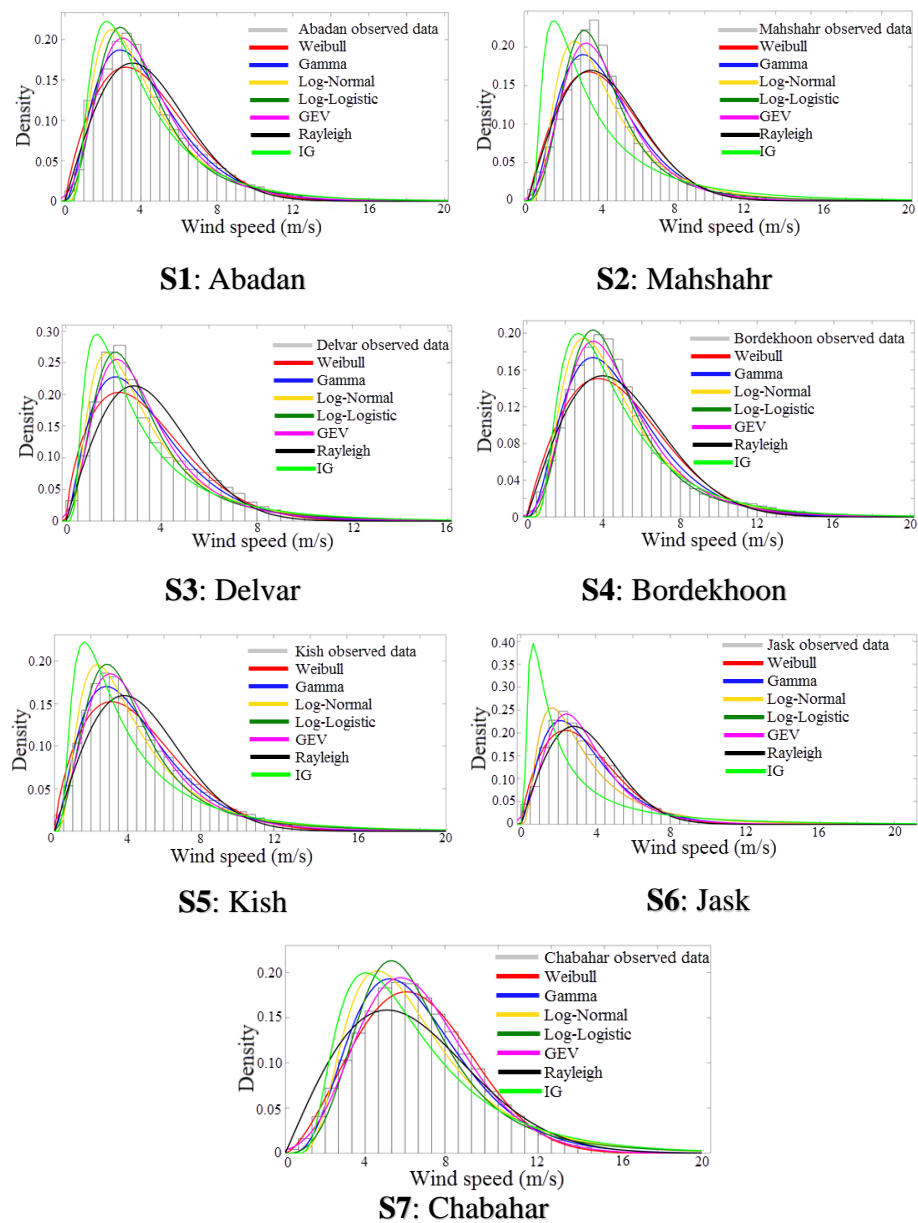 Abadan observed data
Weibull
Gamma
Log-Normal
Log-Logistic
GEV
Rayleigh
IG
Density
0.20
0.15
0.10
0.05
0
0 4 8 12 16 20
Wind speed (m/s)
S1: Abadan
Mahshahr observed data
Weibull
Gamma
Log-Normal
Log-Logistic
GEV
Rayleigh
IG
Density
0.20
0.15
0.10
0.05
0
0 4 8 12 16 20
Wind speed (m/s)
S2: Mahshahr
Delvar observed data
Weibull
Gamma
Log-Normal
Log-Logistic
GEV
Rayleigh
IG
Density
0.30
0.25
0.20
0.15
0.10
0.05
0
0 4 8 12 16
Wind speed (m/s)
S3: Delvar
Bordekhoon observed data
Weibull
Gamma
Log-Normal
Log-Logistic
GEV
Rayleigh
IG
Density
0.20
0.16
0.12
0.08
0.04
0
0 4 8 12 16 20
Wind speed (m/s)
S4: Bordekhoon
Kish observed data
Weibull
Gamma
Log-Normal
Log-Logistic
GEV
Rayleigh
IG
Density
0.20
0.15
0.10
0.05
0
0 4 8 12 16 20
Wind speed (m/s)
S5: Kish
Jask observed data
Weibull
Gamma
Log-Normal
Log-Logistic
GEV
Rayleigh
IG
Density
0.40
0.35
0.30
0.25
0.20
0.15
0.10
0.05
0
0 4 8 12 16 20
Wind speed (m/s)
S6: Jask
Chabahar observed data
Weibull
Gamma
Log-Normal
Log-Logistic
GEV
Rayleigh
IG
Density
0.20
0.15
0.10
0.05
0
0 4 8 12 16 20
Wind speed (m/s)
S7: Chabahar